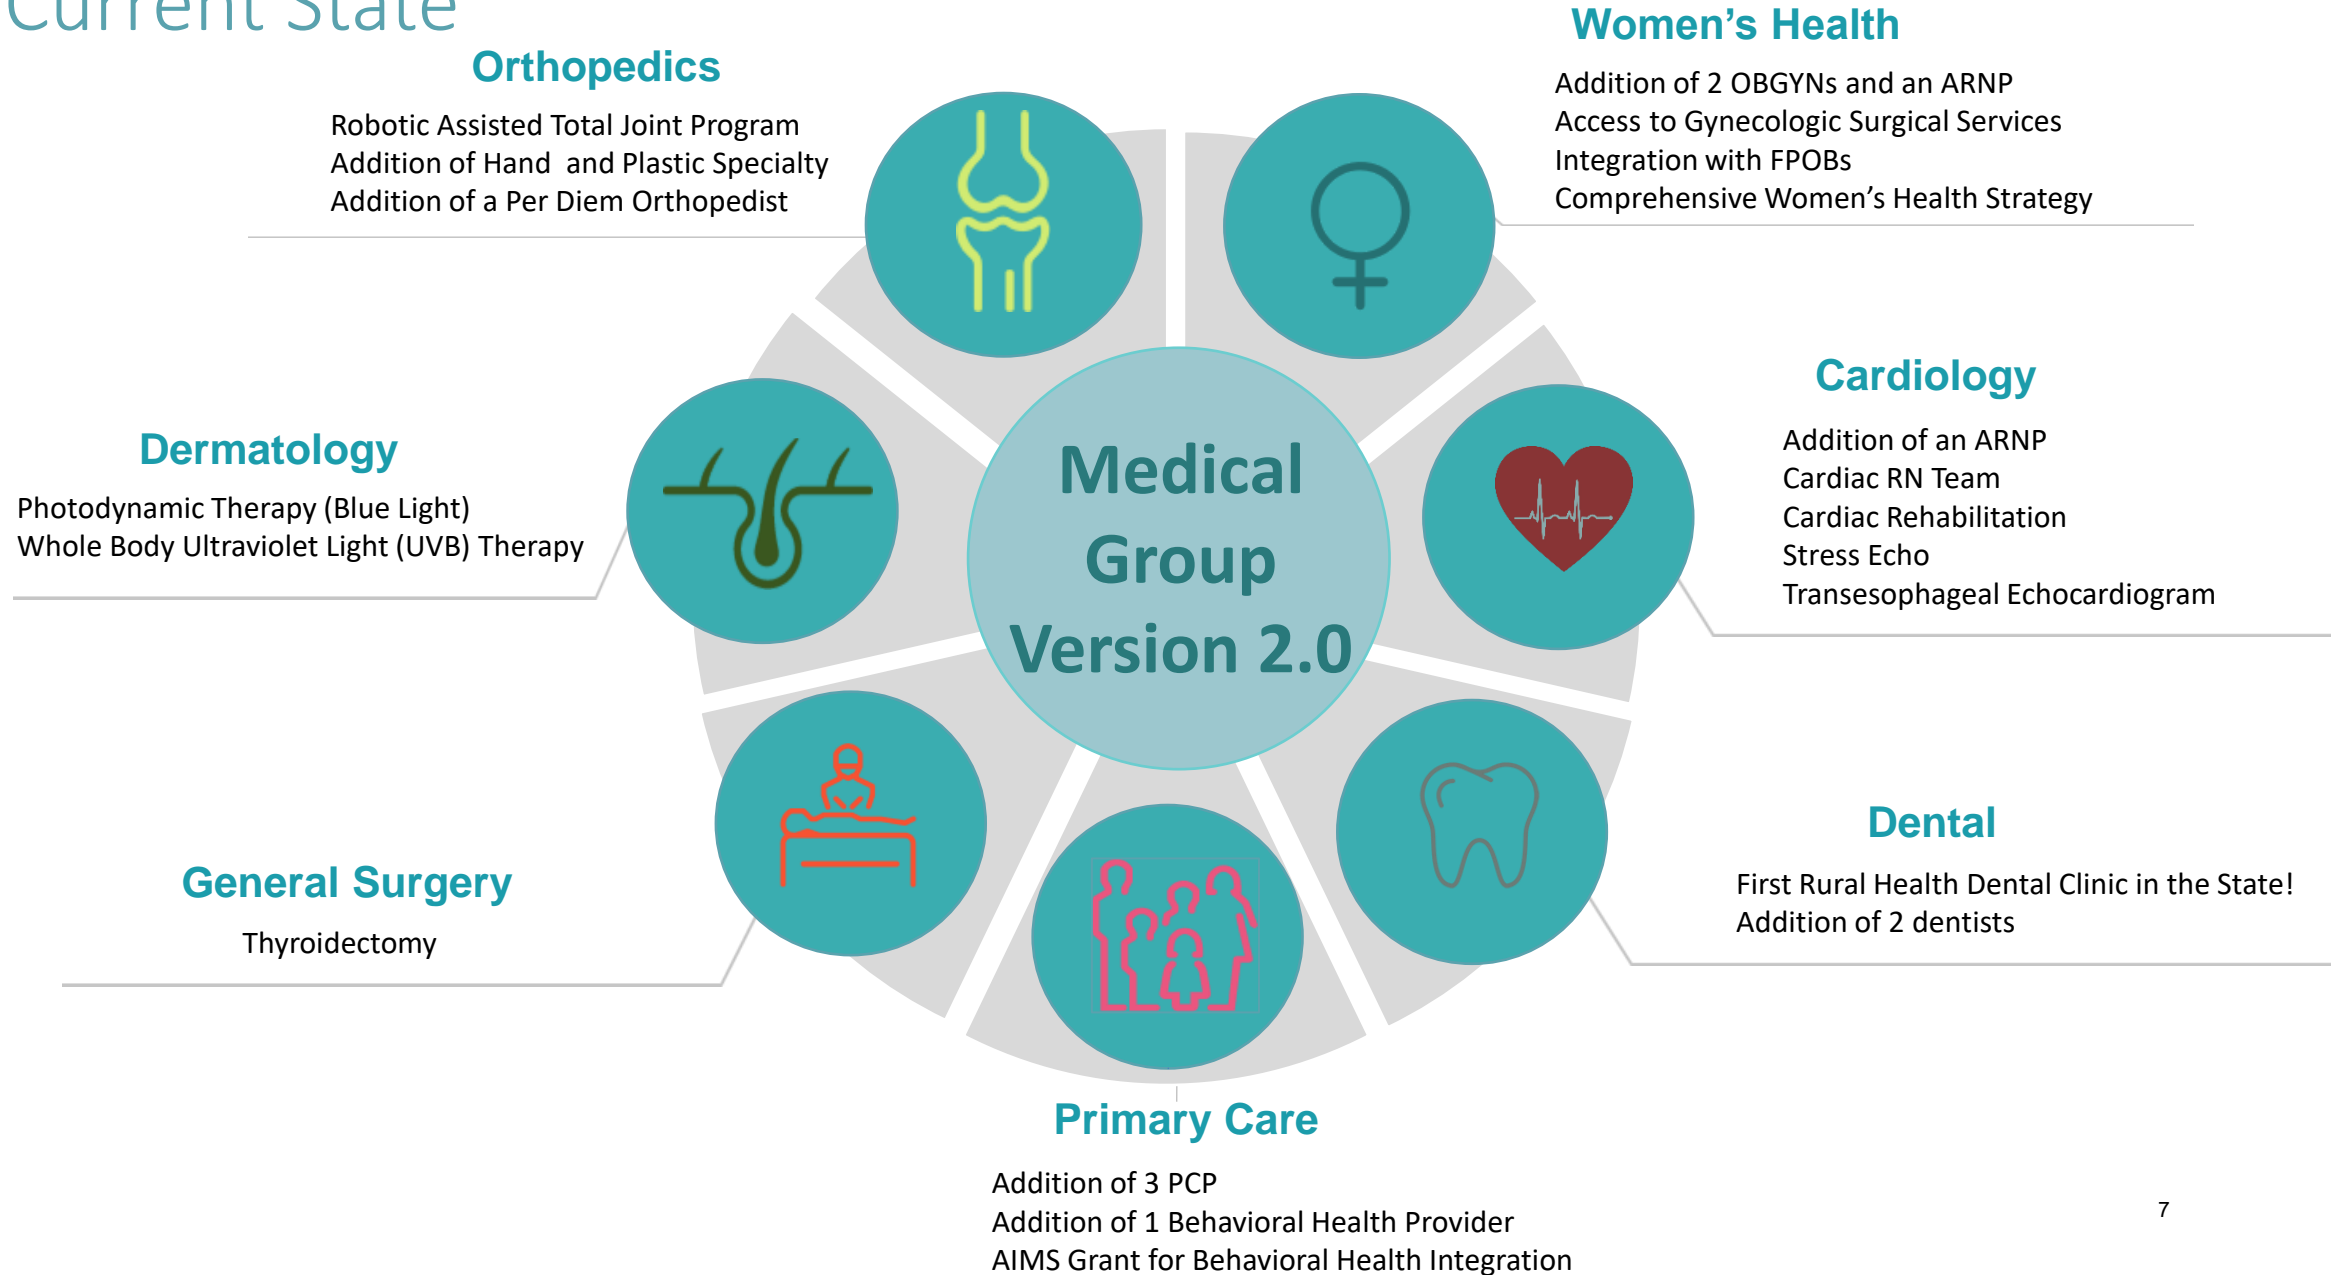 Current State
Orthopedics
Robotic Assisted Total Joint Program
Addition of Hand  and Plastic Specialty
Addition of a Per Diem Orthopedist
Women's Health
Addition of 2 OBGYNs and an ARNP
Access to Gynecologic Surgical Services
Integration with FPOBs
Comprehensive Women's Health Strategy
Dermatology
Photodynamic Therapy (Blue Light)
Whole Body Ultraviolet Light (UVB) Therapy
Medical
Group
Version 2.0
Cardiology
Addition of an ARNP
Cardiac RN Team
Cardiac Rehabilitation
Stress Echo
Transesophageal Echocardiogram
General Surgery
Thyroidectomy
Dental
First Rural Health Dental Clinic in the State!
Addition of 2 dentists
Primary Care
Addition of 3 PCP
Addition of 1 Behavioral Health Provider
AIMS Grant for Behavioral Health Integration
7